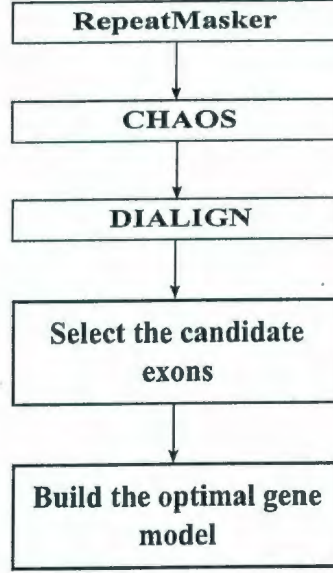 RepeatMasker
CHAOS
DIALIGN
Select the candidate
exons
Build the optimal gene
model